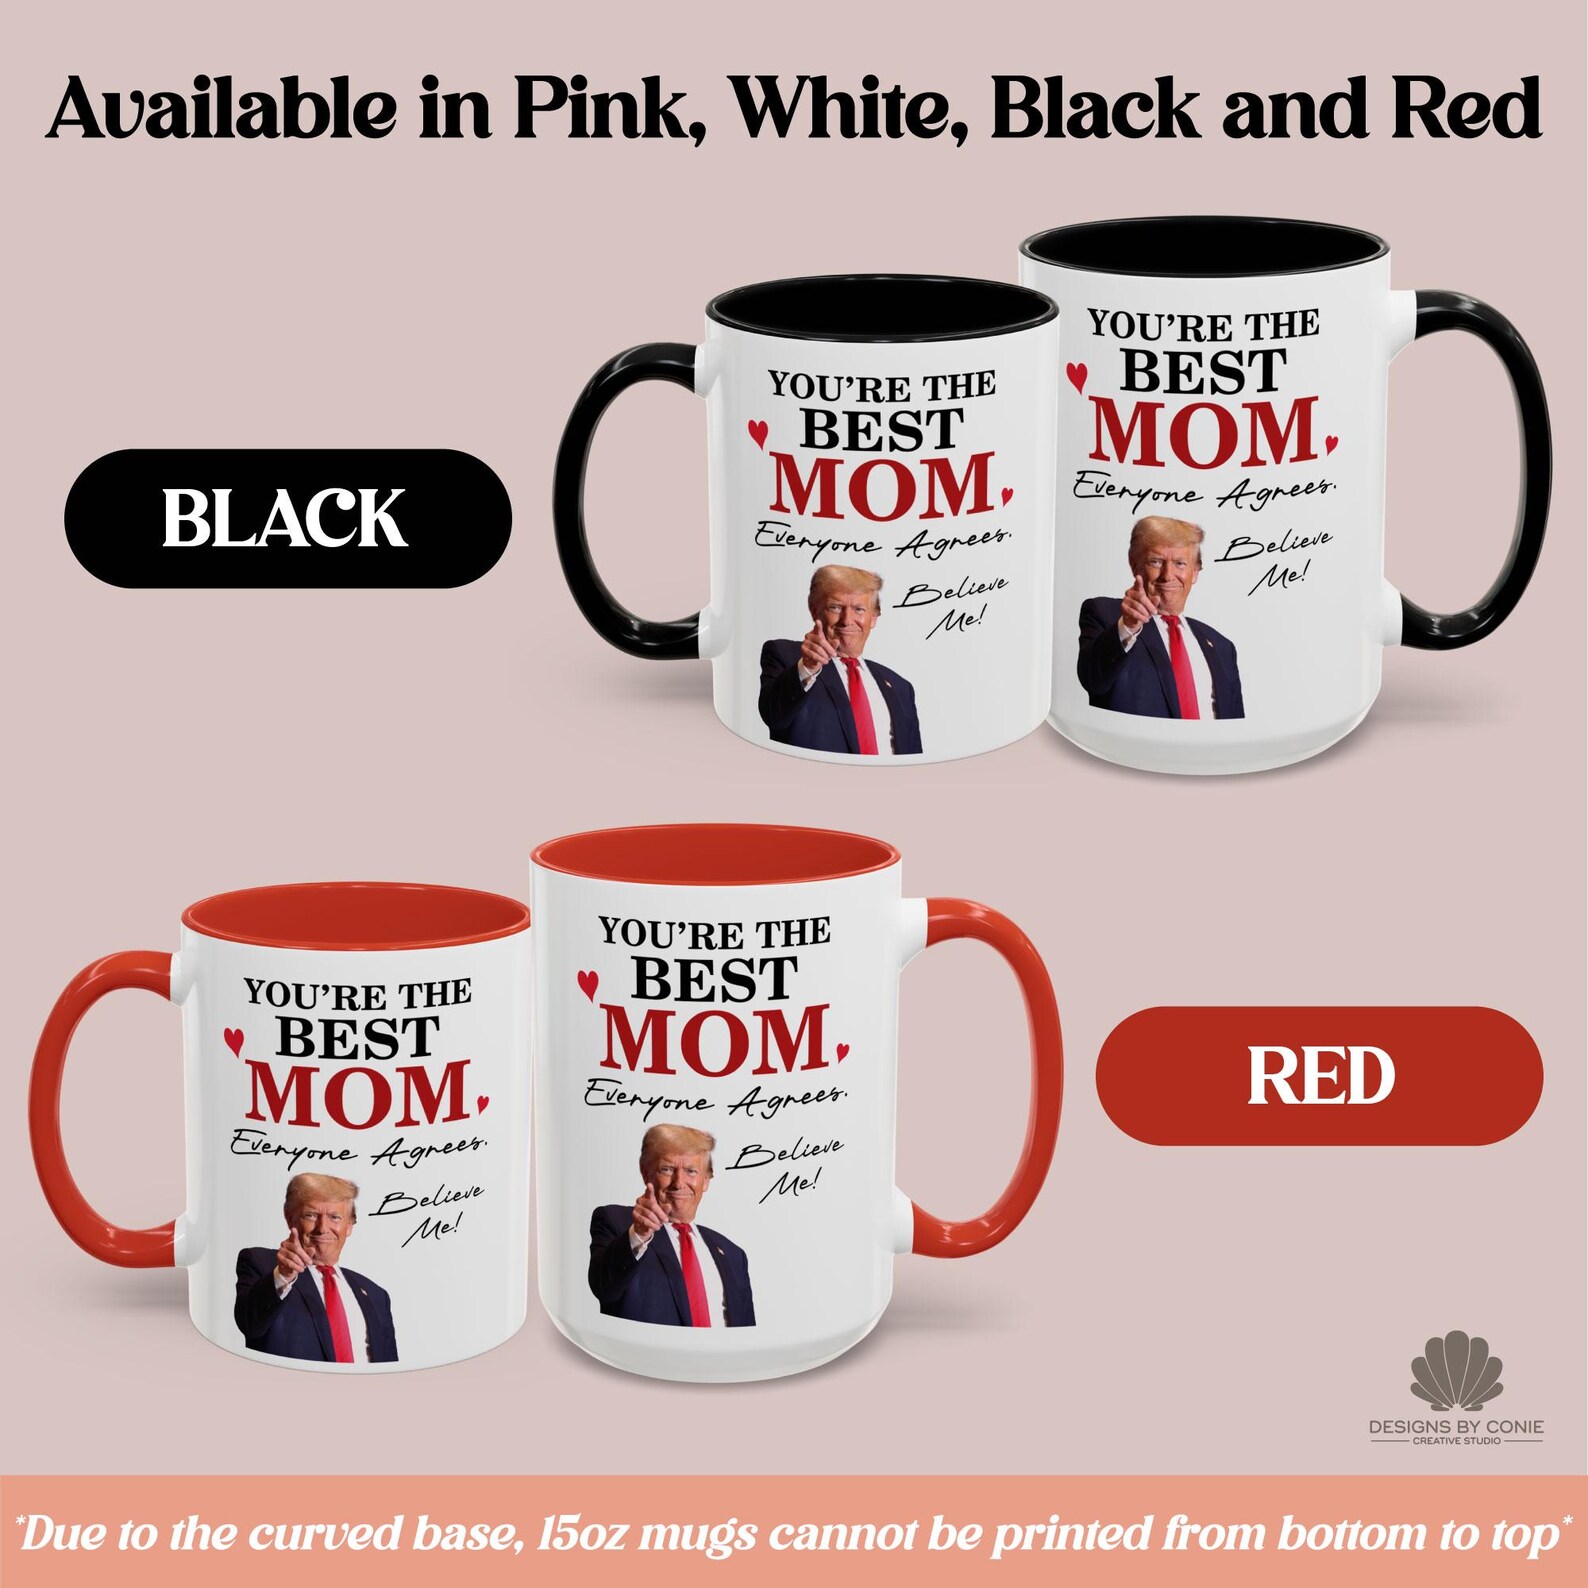 Available in Pink, White, Black and Red
BLACK
YOU'RE THE
BEST
MOM
Everyone Agrees.
Believe
Me!
YOU'RE THE
BEST
MOM
Everyone Agrees.
Believe
Me!
YOU'RE THE
BEST
MOM
Everyone Agrees.
Believe
Me!
YOU'RE THE
BEST
MOM
Everyone Agrees.
Believe
Me!
RED
DESIGNS BY CONIE
CREATIVE STUDIO
*Due to the curved base, 15oz mugs cannot be printed from bottom to top*